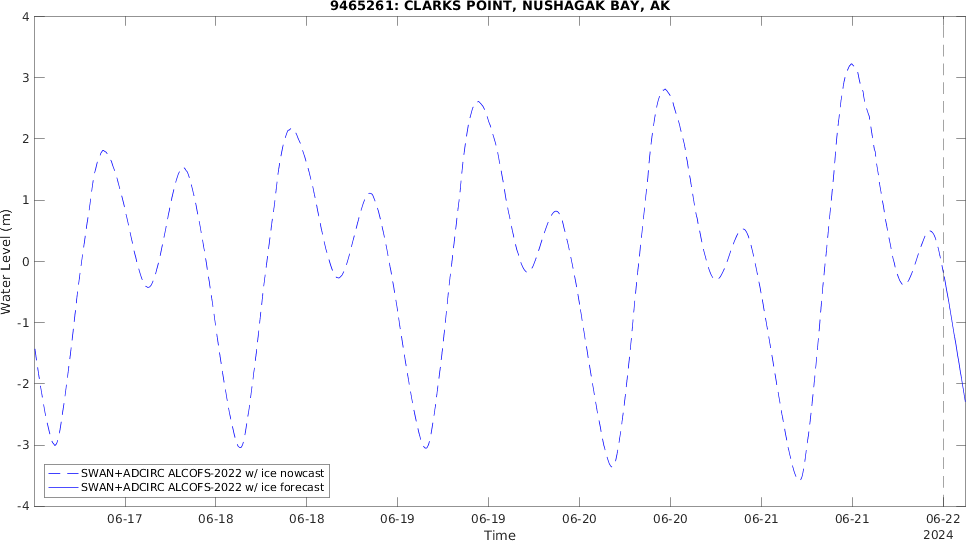 9465261: CLARKS POINT, NUSHAGAK BAY, AK
4
3
2
1
0
-1
-2
-3
-4
Water Level (m)
SWAN+ADCIRC ALCOFS-2022 w/ ice nowcast
SWAN+ADCIRC ALCOFS-2022 w/ ice forecast
06-17 06-18 06-18 06-19 06-19 06-20 06-20 06-21 06-21 06-22
Time 2024